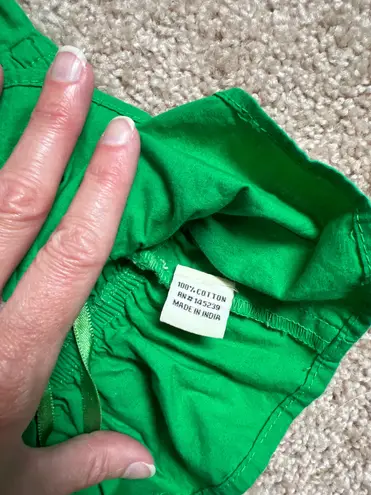 100% COTTON
RN# 145239
MADE IN INDIA